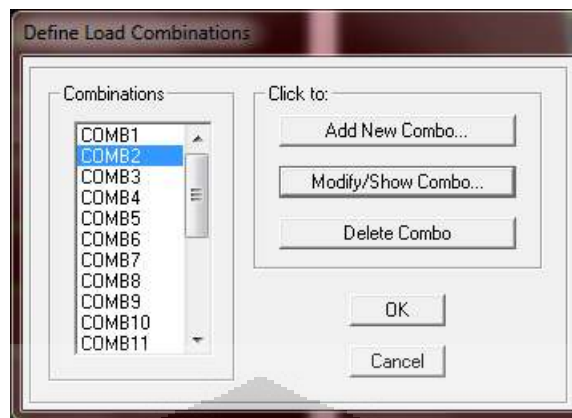 Define Load Combinations
Combinations
COMB1
COMB2
COMB3
COMB4
COMB5
COMB6
COMB7
COMB8
COMB9
COMB10
COMB11
Click to:
Add New Combo...
Modify/Show Combo...
Delete Combo
OK
Cancel